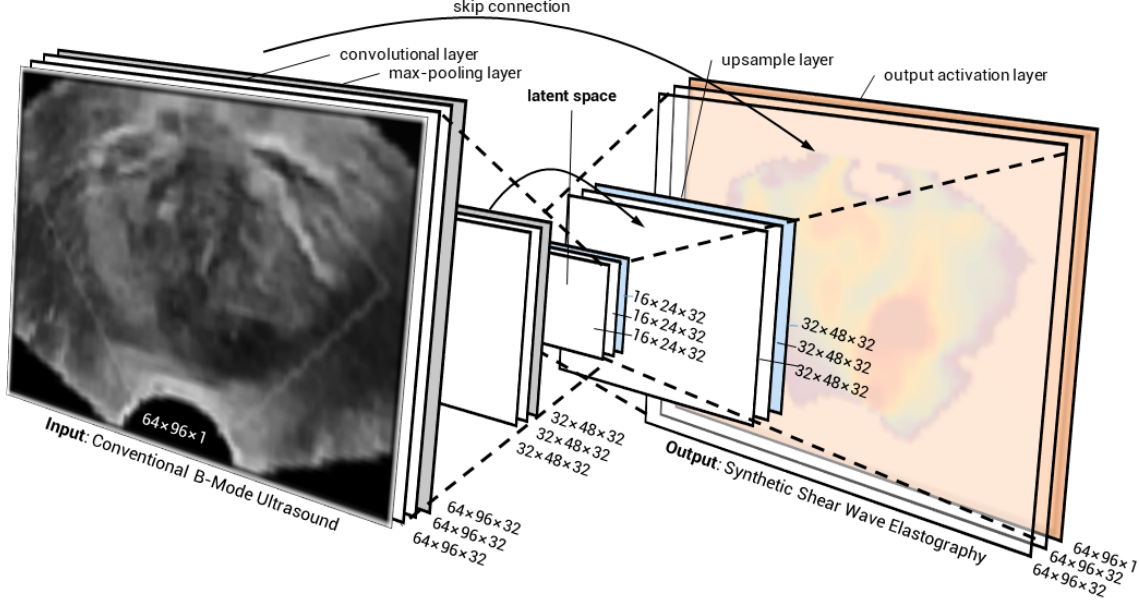 skip connection
convolutional layer
max-pooling layer
latent space
upsample layer
output activation layer
64×96×1
Input: Conventional B-Mode Ultrasound
64×96×32
64×96×32
64×96×32
32×48×32
32×48×32
32×48×32
16×24×32
16×24×32
16×24×32
32×48×32
32×48×32
32×48×32
Output: Synthetic Shear Wave Elastography
64×96×1
64×96×32
64×96×32